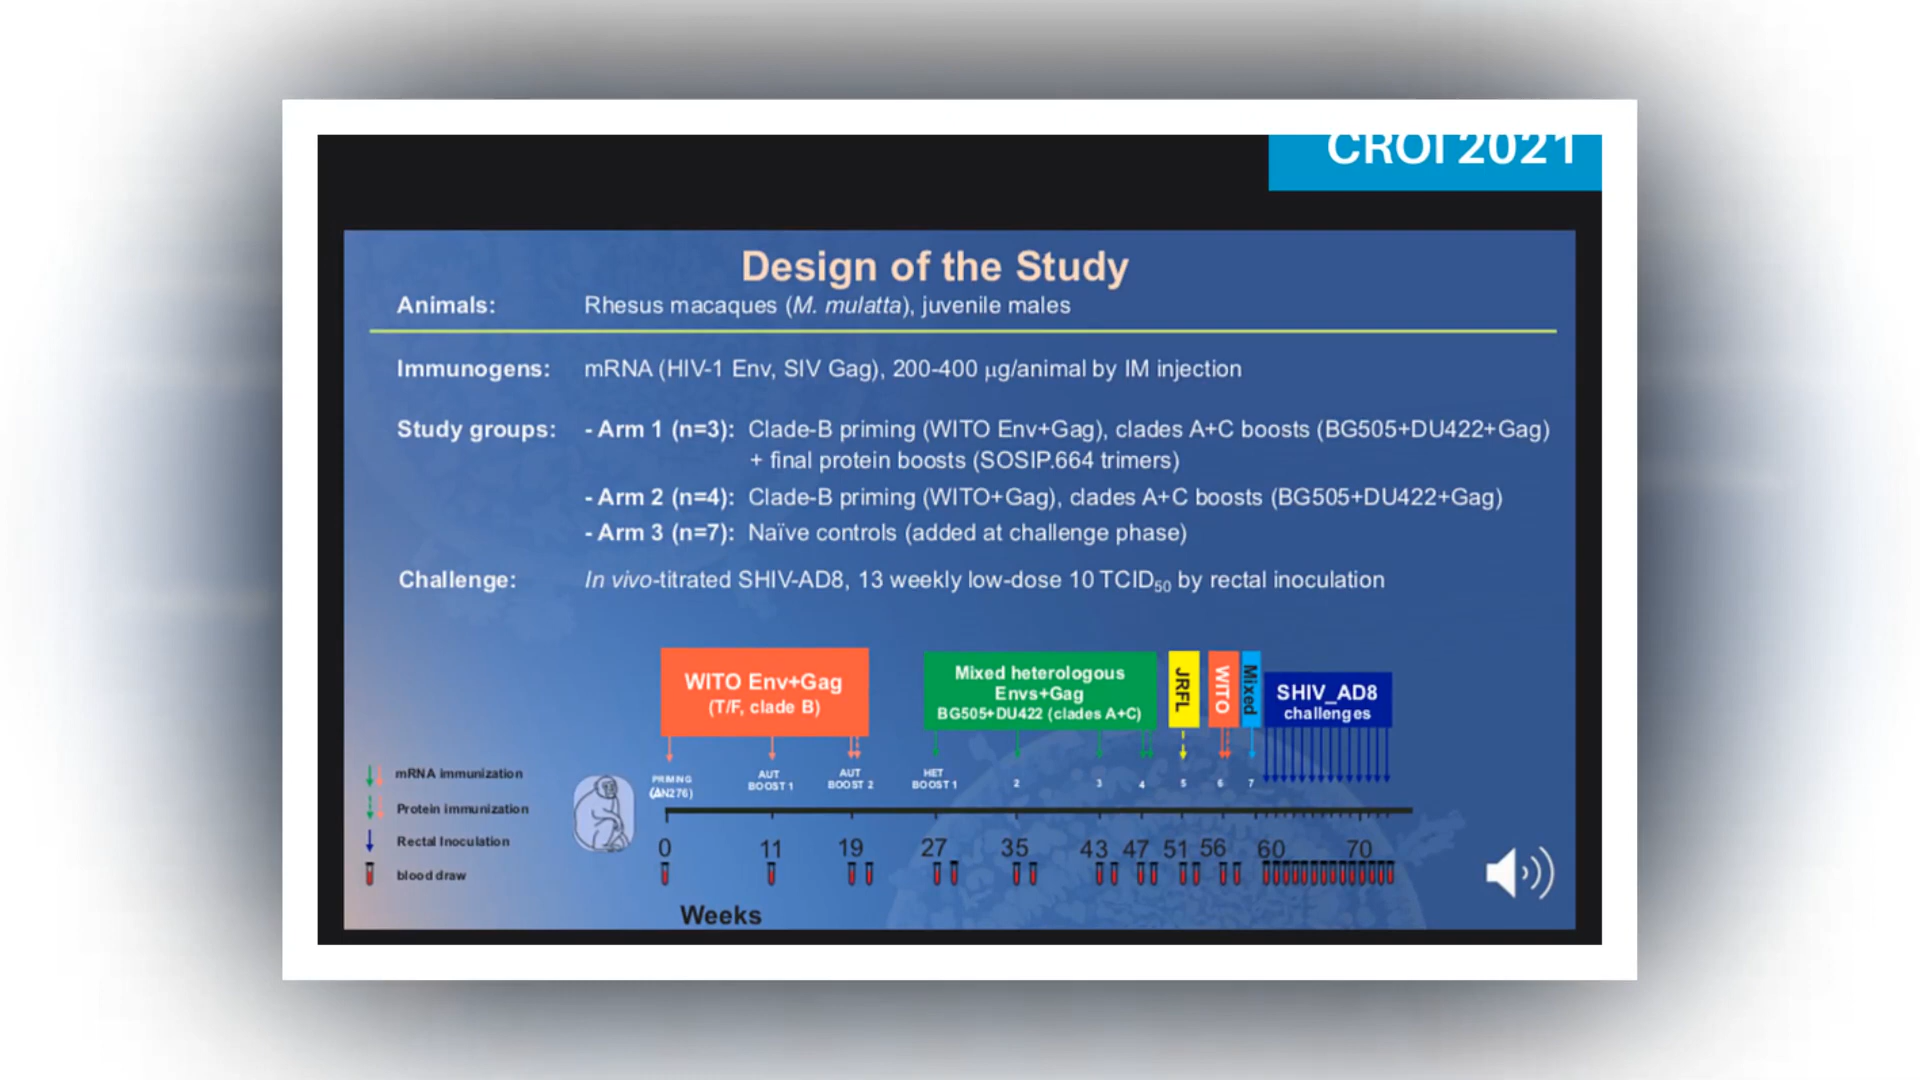 CROI 2021
Design of the Study
Animals: Rhesus macaques (M. mulatta), juvenile males
Immunogens: mRNA (HIV-1 Env, SIV Gag), 200-400 µg/animal by IM injection
Study groups: - Arm 1 (n=3): Clade-B priming (WITO Env+Gag), clades A+C boosts (BG505+DU422+Gag)
+ final protein boosts (SOSIP.664 trimers)
- Arm 2 (n=4): Clade-B priming (WITO+Gag), clades A+C boosts (BG505+DU422+Gag)
- Arm 3 (n=7): Naïve controls (added at challenge phase)
Challenge: In vivo-titrated SHIV-AD8, 13 weekly low-dose 10 TCID50 by rectal inoculation
WITO Env+Gag
(T/F, clade B)
Mixed heterologous
Envs+Gag
BG505+DU422 (clades A+C)
JRFL
WITO
Mixed
SHIV_AD8
challenges
mRNA immunization
Protein immunization
Rectal Inoculation
blood draw
PRIMING
(ΔN276)
AUT
BOOST 1
AUT
BOOST 2
HET
BOOST 1
2 3 4 5 6 7
0 11 19 27 35 43 47 51 56 60 70
Weeks